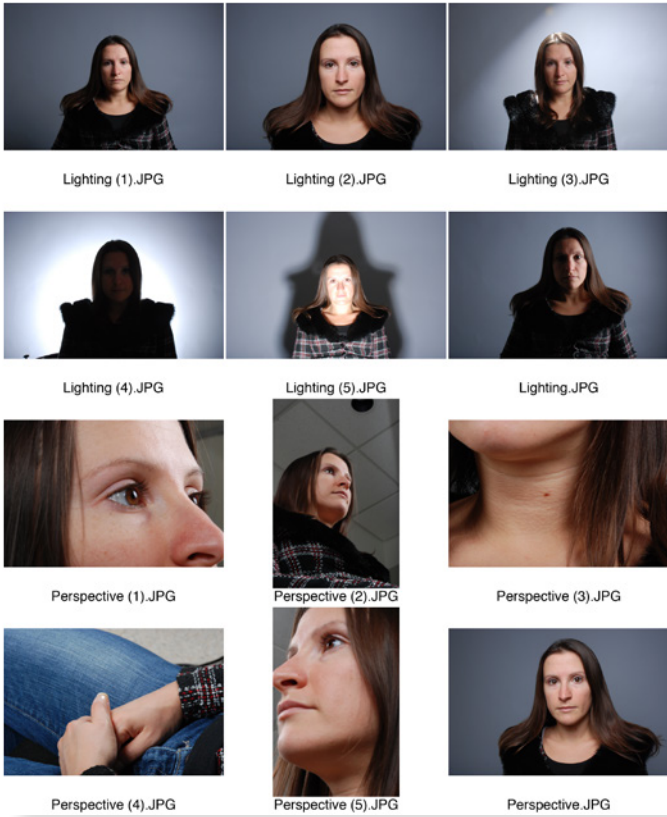 Lighting (1).JPG
Lighting (2).JPG
Lighting (3).JPG
Lighting (4).JPG
Lighting (5).JPG
Lighting.JPG
Perspective (1).JPG
Perspective (2).JPG
Perspective (3).JPG
Perspective (4).JPG
Perspective (5).JPG
Perspective.JPG